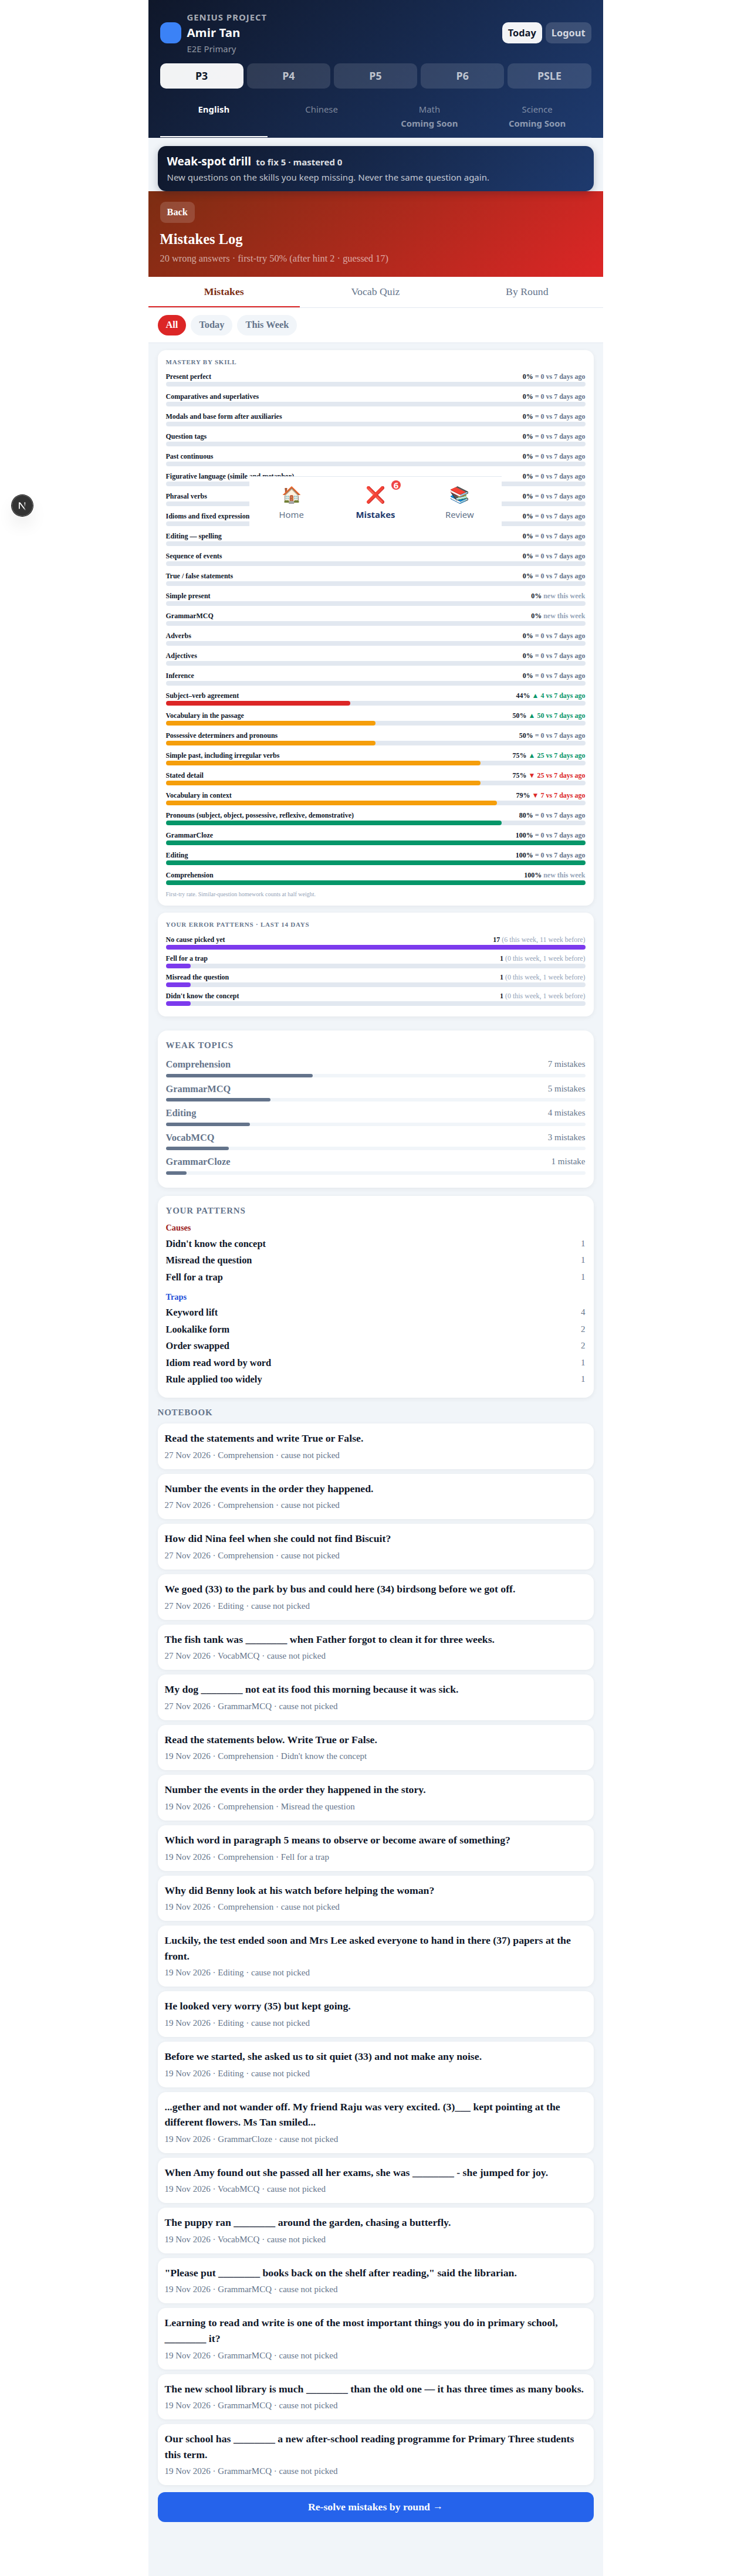 GENIUS PROJECT
Amir Tan
E2E Primary
Today
Logout
P3
P4
P5
P6
PSLE
English
Chinese
Math
Coming Soon
Science
Coming Soon
Weak-spot drill to fix 5 · mastered 0
New questions on the skills you keep missing. Never the same question again.
Back
Mistakes Log
20 wrong answers · first-try 50% (after hint 2 · guessed 17)
Mistakes
Vocab Quiz
By Round
All
Today
This Week
MASTERY BY SKILL
Present perfect 0% = 0 vs 7 days ago
Comparatives and superlatives 0% = 0 vs 7 days ago
Modals and base form after auxiliaries 0% = 0 vs 7 days ago
Question tags 0% = 0 vs 7 days ago
Past continuous 0% = 0 vs 7 days ago
Figurative language (simile and metaphor) 0% = 0 vs 7 days ago
Phrasal verbs 0% = 0 vs 7 days ago
Idioms and fixed expression 0% = 0 vs 7 days ago
🏠
Home
❌
6
Mistakes
📚
Review
N
Editing — spelling 0% = 0 vs 7 days ago
Sequence of events 0% = 0 vs 7 days ago
True / false statements 0% = 0 vs 7 days ago
Simple present 0% new this week
GrammarMCQ 0% new this week
Adverbs 0% = 0 vs 7 days ago
Adjectives 0% = 0 vs 7 days ago
Inference 0% = 0 vs 7 days ago
Subject–verb agreement 44% ▲ 4 vs 7 days ago
Vocabulary in the passage 50% ▲ 50 vs 7 days ago
Possessive determiners and pronouns 50% = 0 vs 7 days ago
Simple past, including irregular verbs 75% ▲ 25 vs 7 days ago
Stated detail 75% ▼ 25 vs 7 days ago
Vocabulary in context 79% ▼ 7 vs 7 days ago
Pronouns (subject, object, possessive, reflexive, demonstrative) 80% = 0 vs 7 days ago
GrammarCloze 100% = 0 vs 7 days ago
Editing 100% = 0 vs 7 days ago
Comprehension 100% new this week
First-try rate. Similar-question homework counts at half weight.
YOUR ERROR PATTERNS · LAST 14 DAYS
No cause picked yet 17 (6 this week, 11 week before)
Fell for a trap 1 (0 this week, 1 week before)
Misread the question 1 (0 this week, 1 week before)
Didn't know the concept 1 (0 this week, 1 week before)
WEAK TOPICS
Comprehension 7 mistakes
GrammarMCQ 5 mistakes
Editing 4 mistakes
VocabMCQ 3 mistakes
GrammarCloze 1 mistake
YOUR PATTERNS
Causes
Didn't know the concept 1
Misread the question 1
Fell for a trap 1
Traps
Keyword lift 4
Lookalike form 2
Order swapped 2
Idiom read word by word 1
Rule applied too widely 1
NOTEBOOK
Read the statements and write True or False.
27 Nov 2026 · Comprehension · cause not picked
Number the events in the order they happened.
27 Nov 2026 · Comprehension · cause not picked
How did Nina feel when she could not find Biscuit?
27 Nov 2026 · Comprehension · cause not picked
We goed (33) to the park by bus and could here (34) birdsong before we got off.
27 Nov 2026 · Editing · cause not picked
The fish tank was ________ when Father forgot to clean it for three weeks.
27 Nov 2026 · VocabMCQ · cause not picked
My dog ________ not eat its food this morning because it was sick.
27 Nov 2026 · GrammarMCQ · cause not picked
Read the statements below. Write True or False.
19 Nov 2026 · Comprehension · Didn't know the concept
Number the events in the order they happened in the story.
19 Nov 2026 · Comprehension · Misread the question
Which word in paragraph 5 means to observe or become aware of something?
19 Nov 2026 · Comprehension · Fell for a trap
Why did Benny look at his watch before helping the woman?
19 Nov 2026 · Comprehension · cause not picked
Luckily, the test ended soon and Mrs Lee asked everyone to hand in there (37) papers at the
front.
19 Nov 2026 · Editing · cause not picked
He looked very worry (35) but kept going.
19 Nov 2026 · Editing · cause not picked
Before we started, she asked us to sit quiet (33) and not make any noise.
19 Nov 2026 · Editing · cause not picked
...gether and not wander off. My friend Raju was very excited. (3)___ kept pointing at the
different flowers. Ms Tan smiled...
19 Nov 2026 · GrammarCloze · cause not picked
When Amy found out she passed all her exams, she was ________ - she jumped for joy.
19 Nov 2026 · VocabMCQ · cause not picked
The puppy ran ________ around the garden, chasing a butterfly.
19 Nov 2026 · VocabMCQ · cause not picked
"Please put ________ books back on the shelf after reading," said the librarian.
19 Nov 2026 · GrammarMCQ · cause not picked
Learning to read and write is one of the most important things you do in primary school,
________ it?
19 Nov 2026 · GrammarMCQ · cause not picked
The new school library is much ________ than the old one — it has three times as many books.
19 Nov 2026 · GrammarMCQ · cause not picked
Our school has ________ a new after-school reading programme for Primary Three students
this term.
19 Nov 2026 · GrammarMCQ · cause not picked
Re-solve mistakes by round →